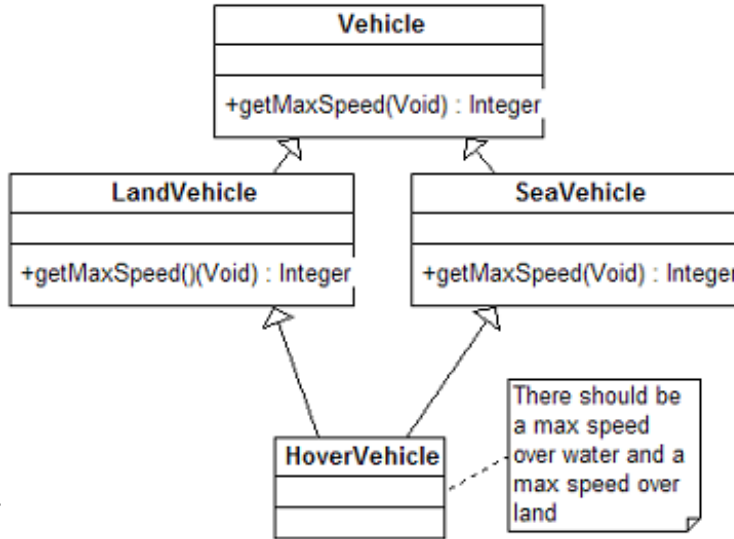 Vehicle
+getMaxSpeed(Void) : Integer
LandVehicle
+getMaxSpeed()(Void) : Integer
SeaVehicle
+getMaxSpeed(Void) : Integer
HoverVehicle
There should be
a max speed
over water and a
max speed over
land